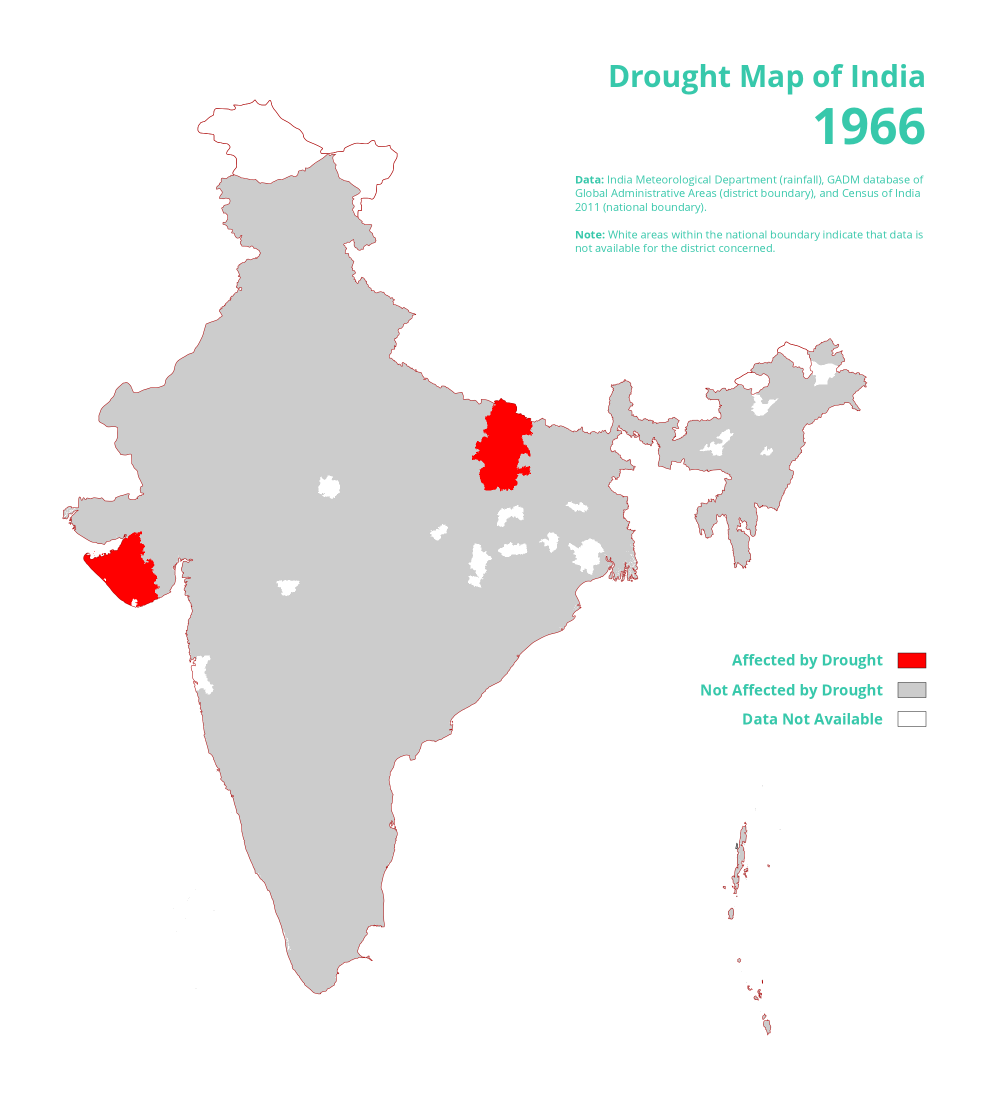 Drought Map of India
1966
Data: India Meteorological Department (rainfall), GADM database of
Global Administrative Areas (district boundary), and Census of India
2011 (national boundary).
Note: White areas within the national boundary indicate that data is
not available for the district concerned.
Affected by Drought
Not Affected by Drought
Data Not Available